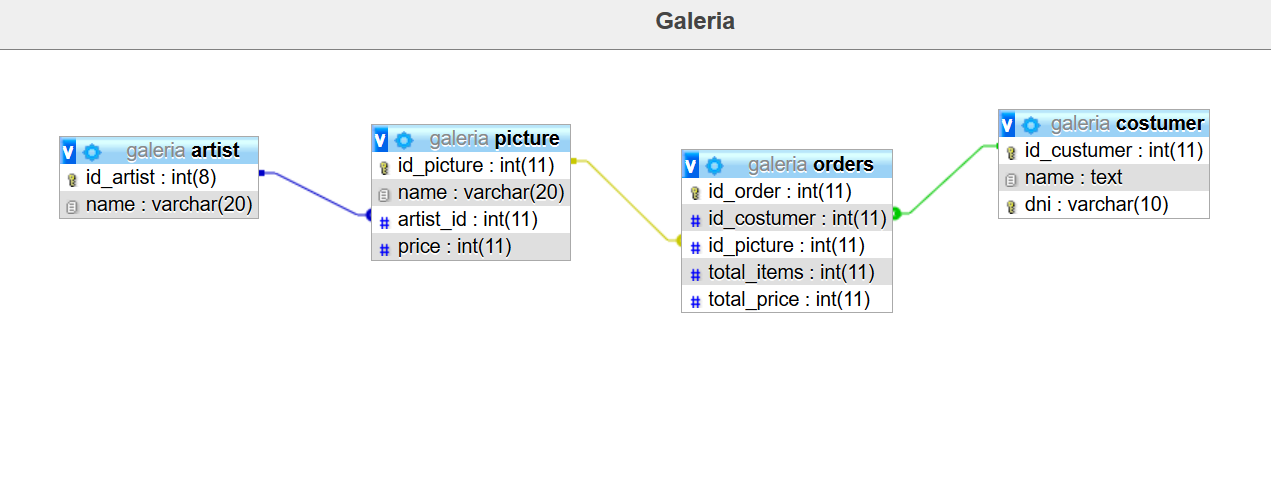 Galeria
galeria artist
id_artist : int(8)
name : varchar(20)
galeria picture
id_picture : int(11)
name : varchar(20)
artist_id : int(11)
price : int(11)
galeria orders
id_order : int(11)
id_costumer : int(11)
id_picture : int(11)
total_items : int(11)
total_price : int(11)
galeria costumer
id_custumer : int(11)
name : text
dni : varchar(10)